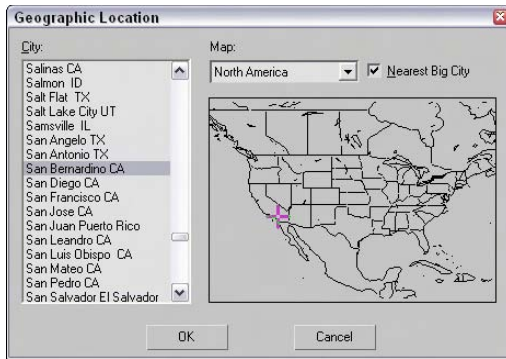 Geographic Location
City:
Salinas CA
Salmon ID
Salt Flat TX
Salt Lake City UT
Samsville IL
San Angelo TX
San Antonio TX
San Bernardino CA
San Diego CA
San Francisco CA
San Jose CA
San Juan Puerto Rico
San Leandro CA
San Luis Obispo CA
San Mateo CA
San Pedro CA
San Salvador El Salvador
Map:
North America
Nearest Big City
OK
Cancel